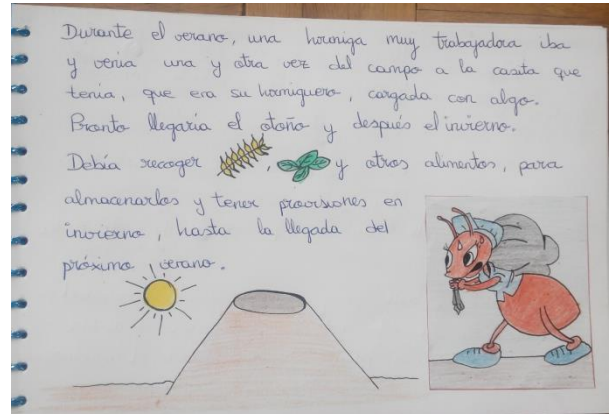 Durante el verano, una hormiga muy trabajadora iba
y venía una y otra vez del campo a la casita que
tenía, que era su hormiguero, cargada con algo.
Pronto llegaría el otoño y después el invierno.
Debía recoger , y otros alimentos, para
almacenarlos y tener provisiones en
invierno, hasta la llegada del
próximo verano.